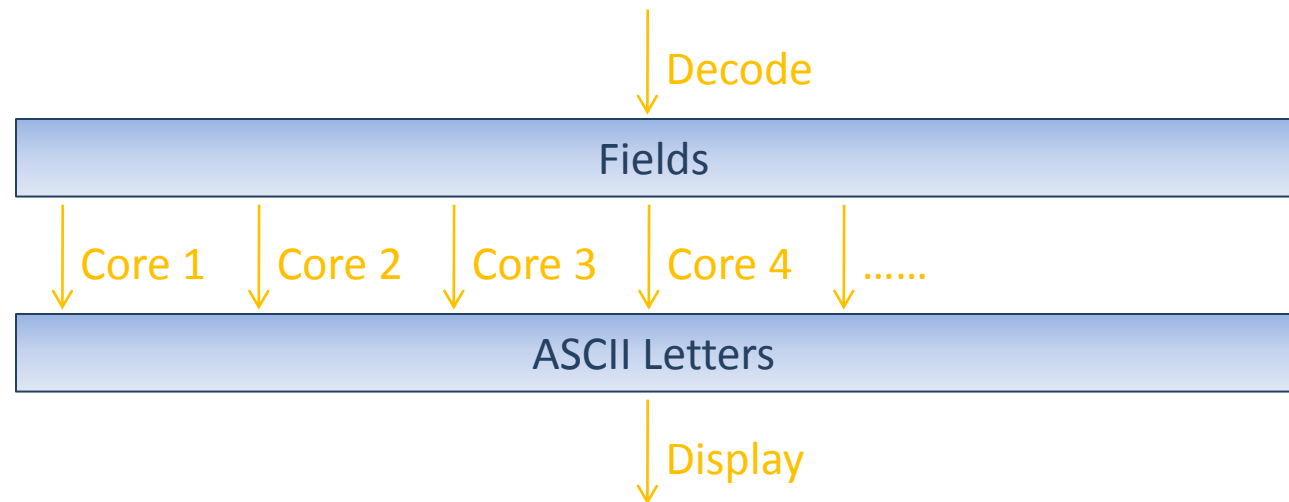 Decode
Fields
Core 1 Core 2 Core 3 Core 4 ……
ASCII Letters
Display